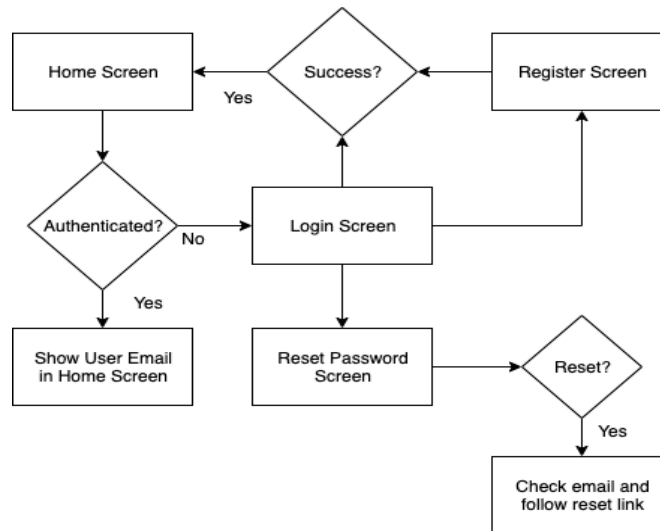 Home Screen
Success?
Register Screen
Yes
Authenticated?
No
Login Screen
Yes
Show User Email
in Home Screen
Reset Password
Screen
Reset?
Yes
Check email and
follow reset link